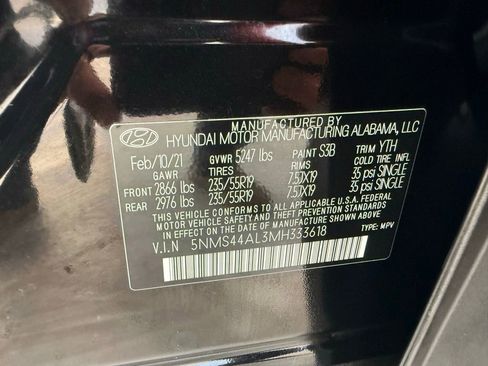 MANUFACTURED BY
HYUNDAI MOTOR MANUFACTURING ALABAMA, LLC
Feb/10/21 GVWR 5247 lbs PAINT S3B TRIM YTH
GAWR TIRES RIMS COLD TIRE INFL
FRONT 2866 lbs 235/55R19 7.5JX19 35 psi SINGLE
REAR 2976 lbs 235/55R19 7.5JX19 35 psi SINGLE
THIS VEHICLE CONFORMS TO ALL APPLICABLE
U.S. FEDERAL MOTOR VEHICLE SAFETY STANDARDS
IN EFFECT ON THE DATE OF
MANUFACTURE SHOWN ABOVE.
V.I.N 5NMS44AL3MH333618 TYPE: MPV